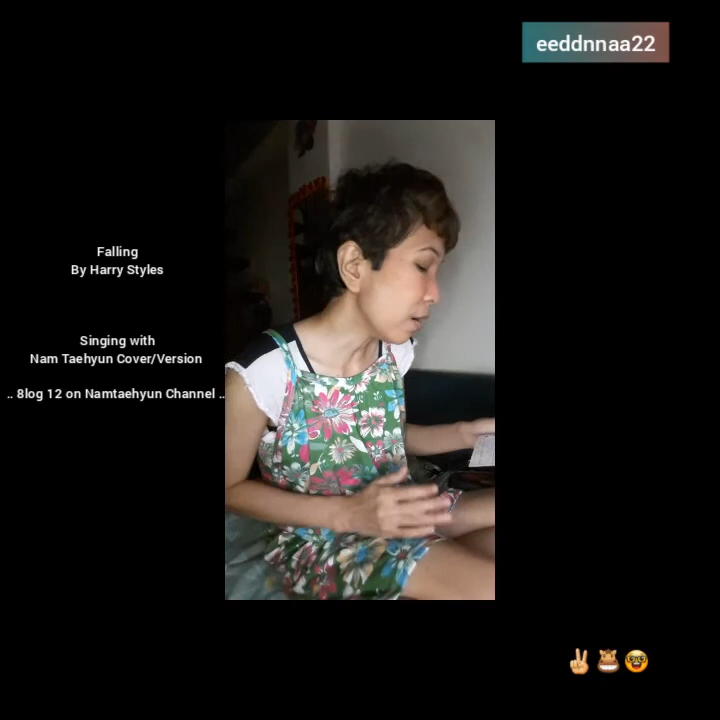 eeddnnaa22
Falling
By Harry Styles
Singing with
Nam Taehyun Cover/Version
.. 8log 12 on Namtaehyun Channel ..